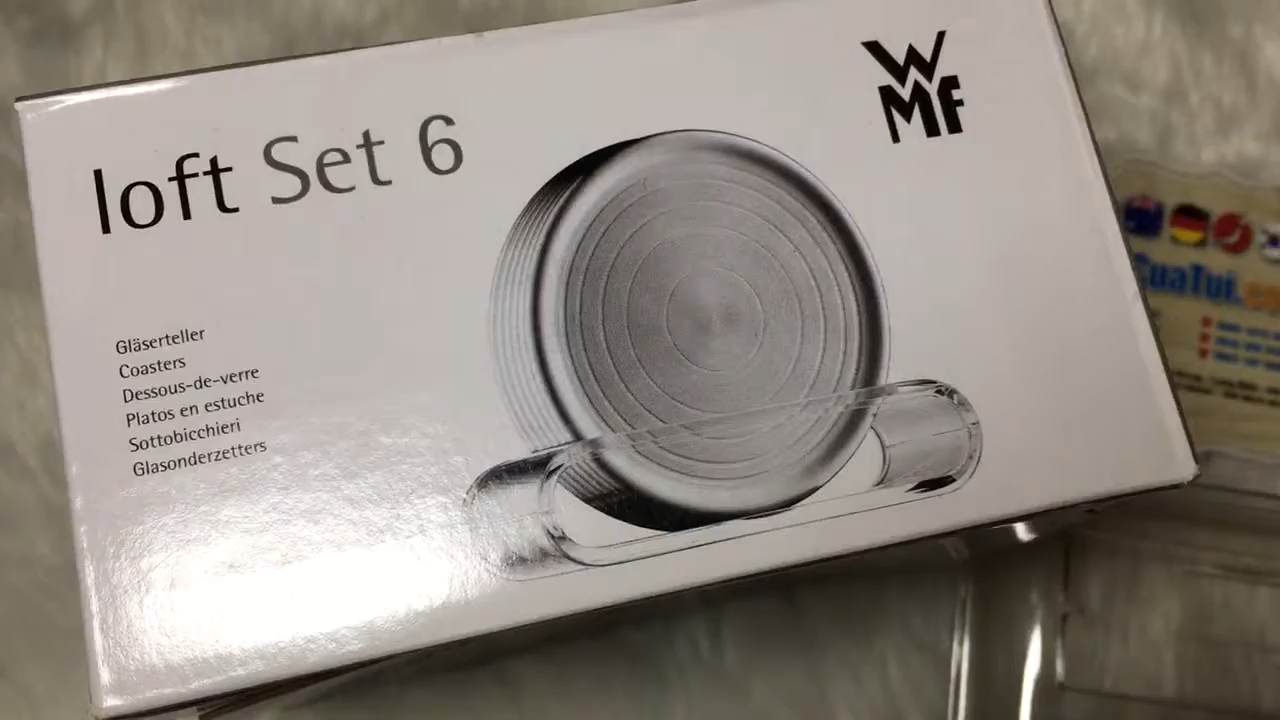 loft Set 6
WMF
Gläserteller
Coasters
Dessous-de-verre
Platos en estuche
Sottobicchieri
Glasonderzetters